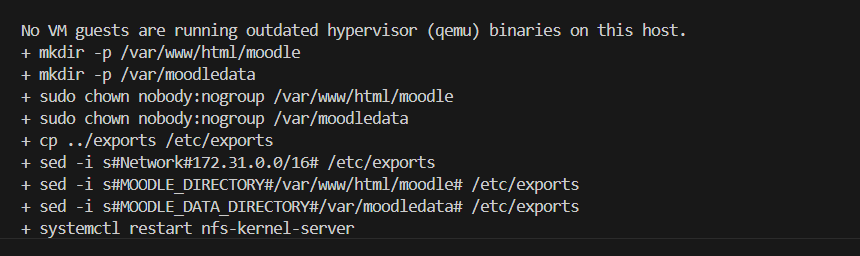 No VM guests are running outdated hypervisor (qemu) binaries on this host.
+ mkdir -p /var/www/html/moodle
+ mkdir -p /var/moodledata
+ sudo chown nobody:nogroup /var/www/html/moodle
+ sudo chown nobody:nogroup /var/moodledata
+ cp ../exports /etc/exports
+ sed -i s#Network#172.31.0.0/16# /etc/exports
+ sed -i s#MOODLE_DIRECTORY#/var/www/html/moodle# /etc/exports
+ sed -i s#MOODLE_DATA_DIRECTORY#/var/moodledata# /etc/exports
+ systemctl restart nfs-kernel-server